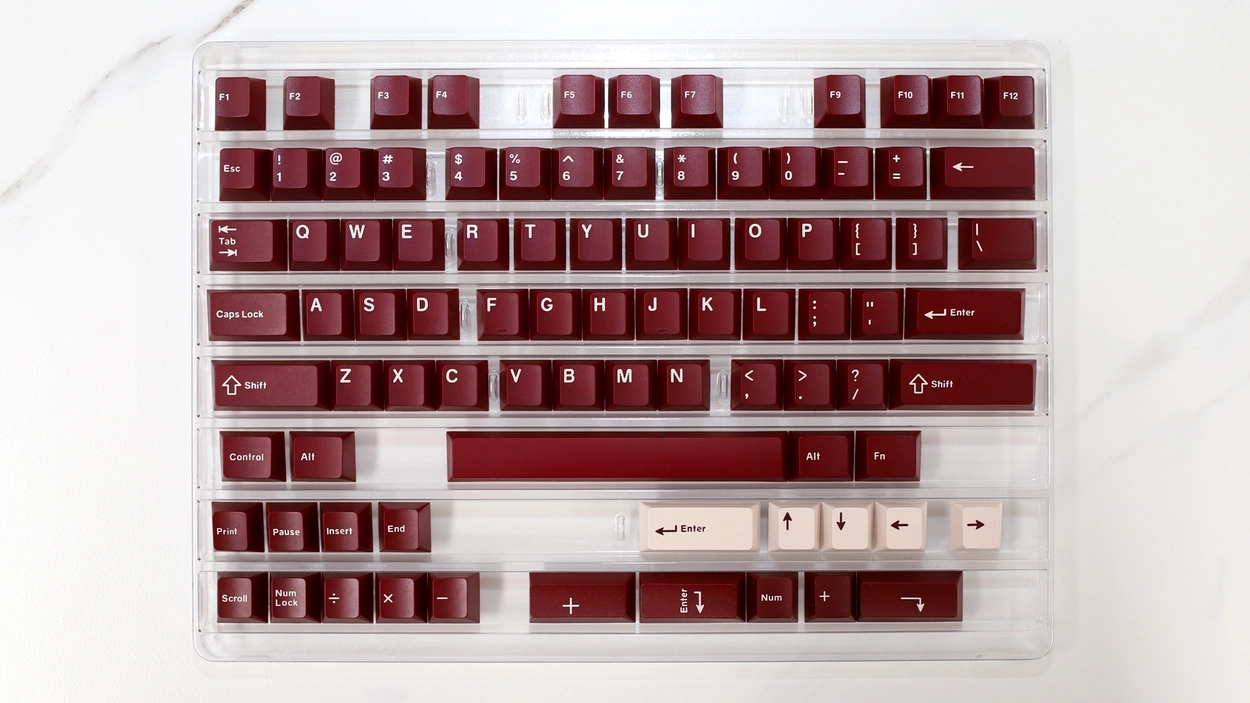 F1 F2 F3 F4 F5 F6 F7 F9 F10 F11 F12
! @ # $ % ^ & * ( ) — +
Esc 1 2 3 4 5 6 7 8 9 0 - = ←
⇤
Tab Q W E R T Y U I O P { } |
⇥ [ ] \
A S D F G H J K L : "
Caps Lock ; ' ↵ Enter
Z X C V B M N < > ?
⇧ Shift , . / ⇧ Shift
Control Alt Alt Fn
Print Pause Insert End ↵ Enter ↑ ↓ ← →
Scroll Num ÷ × − + Enter ↴ Num + ↴
Lock